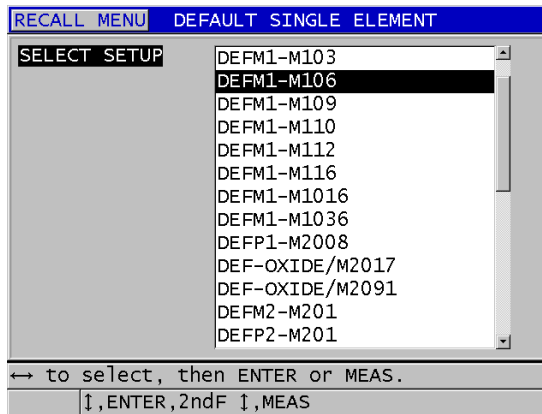 RECALL MENU DEFAULT SINGLE ELEMENT
SELECT SETUP
DEFM1-M103
DEFM1-M106
DEFM1-M109
DEFM1-M110
DEFM1-M112
DEFM1-M116
DEFM1-M1016
DEFM1-M1036
DEFP1-M2008
DEF-OXIDE/M2017
DEF-OXIDE/M2091
DEFM2-M201
DEFP2-M201
↔ to select, then ENTER or MEAS.
↕,ENTER,2ndF ↕,MEAS